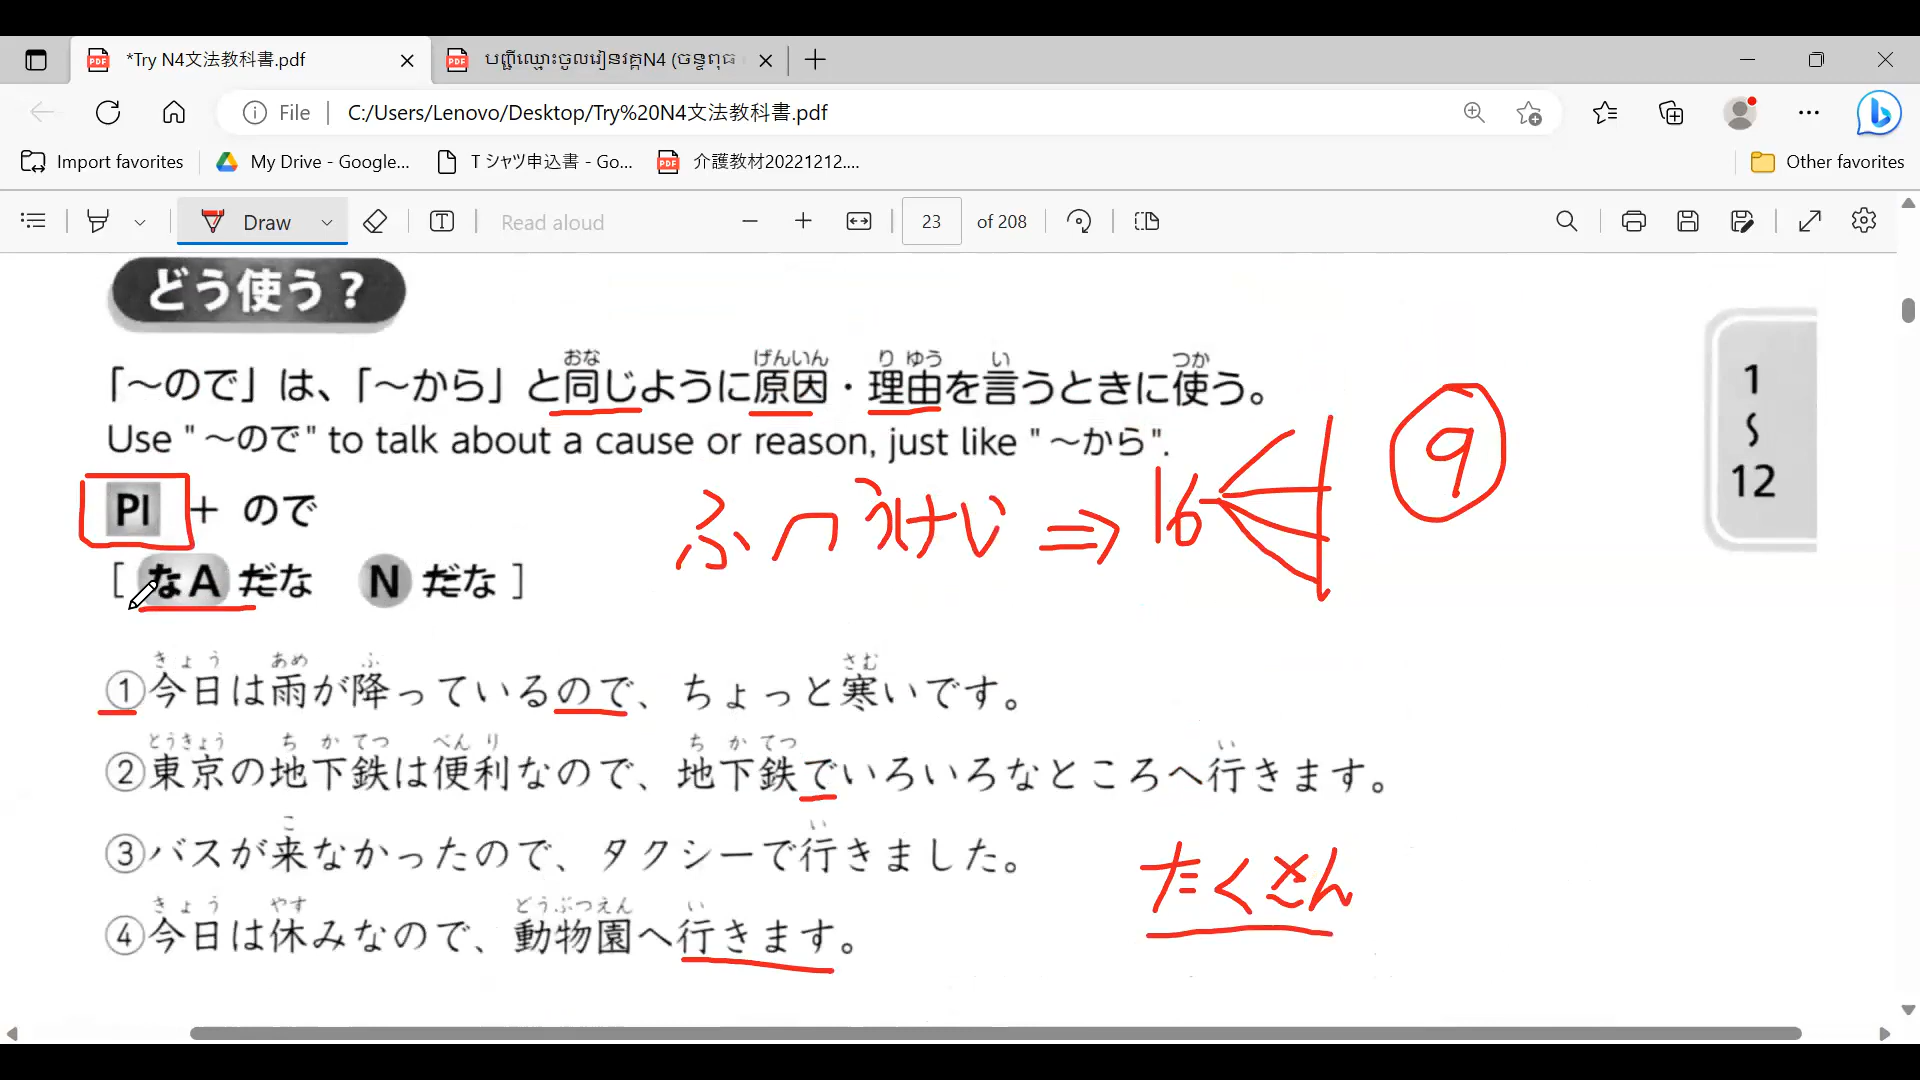 *Try N4文法教科書.pdf
បញ្ជីឈ្មោះចូលរៀនវគ្គN4 (ចន្ទពុធ
File
C:/Users/Lenovo/Desktop/Try%20N4文法教科書.pdf
Import favorites
My Drive - Google...
T シャツ申込書 - Go...
介護教材20221212....
Other favorites
Draw
Read aloud
23
of 208
どう使う？
おな げんいん り ゆう い つか
「～ので」は、「～から」と同じように原因・理由を言うときに使う。
Use "～ので" to talk about a cause or reason, just like "～から".
PI + ので
[ なA だな N だな ]
ふつうけい ⇒ 16
9
1
〜
12
きょう あめ ふ さむ
①今日は雨が降っているので、ちょっと寒いです。
とうきょう ち か てつ べん り ち か てつ い
②東京の地下鉄は便利なので、地下鉄でいろいろなところへ行きます。
こ い
③バスが来なかったので、タクシーで行きました。
たくさん
きょう やす どうぶつえん い
④今日は休みなので、動物園へ行きます。